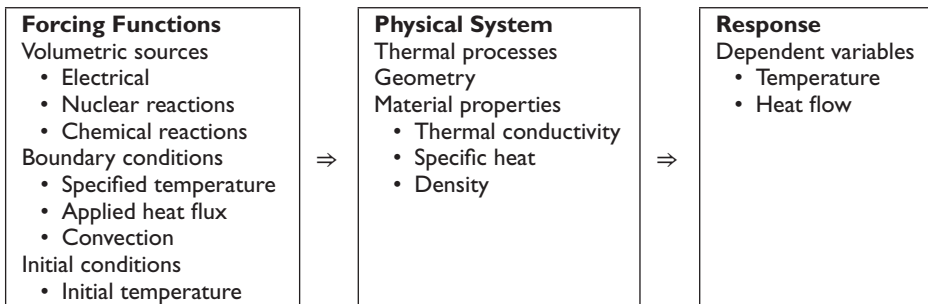 Forcing Functions
Volumetric sources
• Electrical
• Nuclear reactions
• Chemical reactions
Boundary conditions
• Specified temperature
• Applied heat flux
• Convection
Initial conditions
• Initial temperature
⇒
Physical System
Thermal processes
Geometry
Material properties
• Thermal conductivity
• Specific heat
• Density
⇒
Response
Dependent variables
• Temperature
• Heat flow